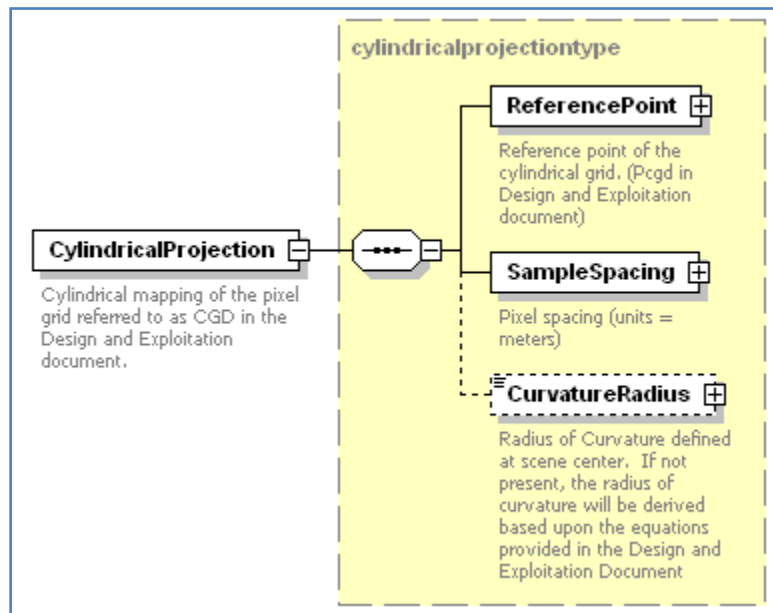 cylindricalprojectiontype
ReferencePoint
Reference point of the
cylindrical grid. (Pcgd in
Design and Exploitation
document)
CylindricalProjection
Cylindrical mapping of the pixel
grid referred to as CGD in the
Design and Exploitation
document.
SampleSpacing
Pixel spacing (units =
meters)
CurvatureRadius
Radius of Curvature defined
at scene center.  If not
present, the radius of
curvature will be derived
based upon the equations
provided in the Design and
Exploitation Document